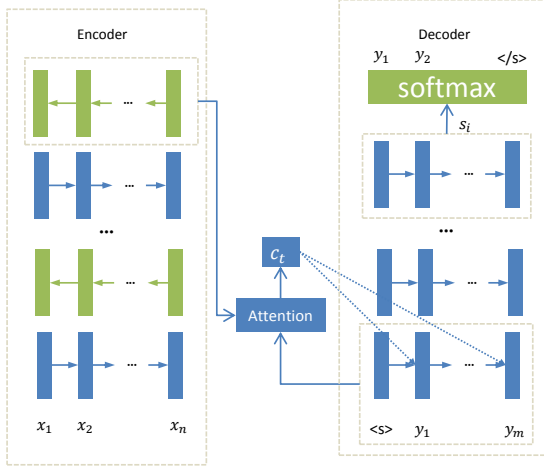 Encoder
...
...
...
...
...
x₁ x₂ xₙ
Attention
cₜ
Decoder
y₁ y₂ </s>
softmax
sᵢ
...
...
...
...
<s> y₁ yₘ